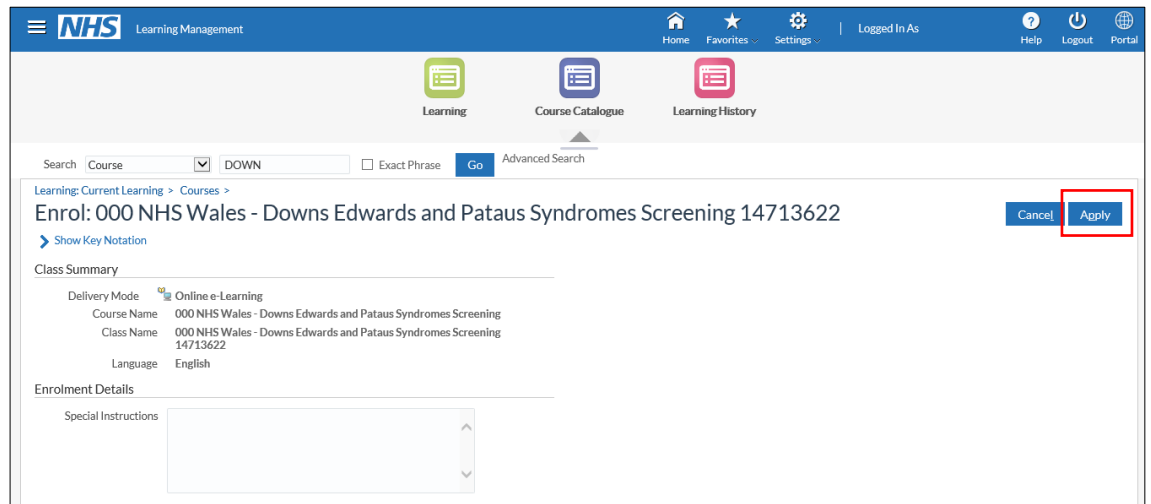 NHS Learning Management Home Favorites Settings | Logged In As Help Logout Portal
Learning Course Catalogue Learning History
Search Course DOWN Exact Phrase Go Advanced Search
Learning: Current Learning > Courses >
Enrol: 000 NHS Wales - Downs Edwards and Pataus Syndromes Screening 14713622 Cancel Apply
Show Key Notation
Class Summary
Delivery Mode Online e-Learning
Course Name 000 NHS Wales - Downs Edwards and Pataus Syndromes Screening
Class Name 000 NHS Wales - Downs Edwards and Pataus Syndromes Screening
14713622
Language English
Enrolment Details
Special Instructions